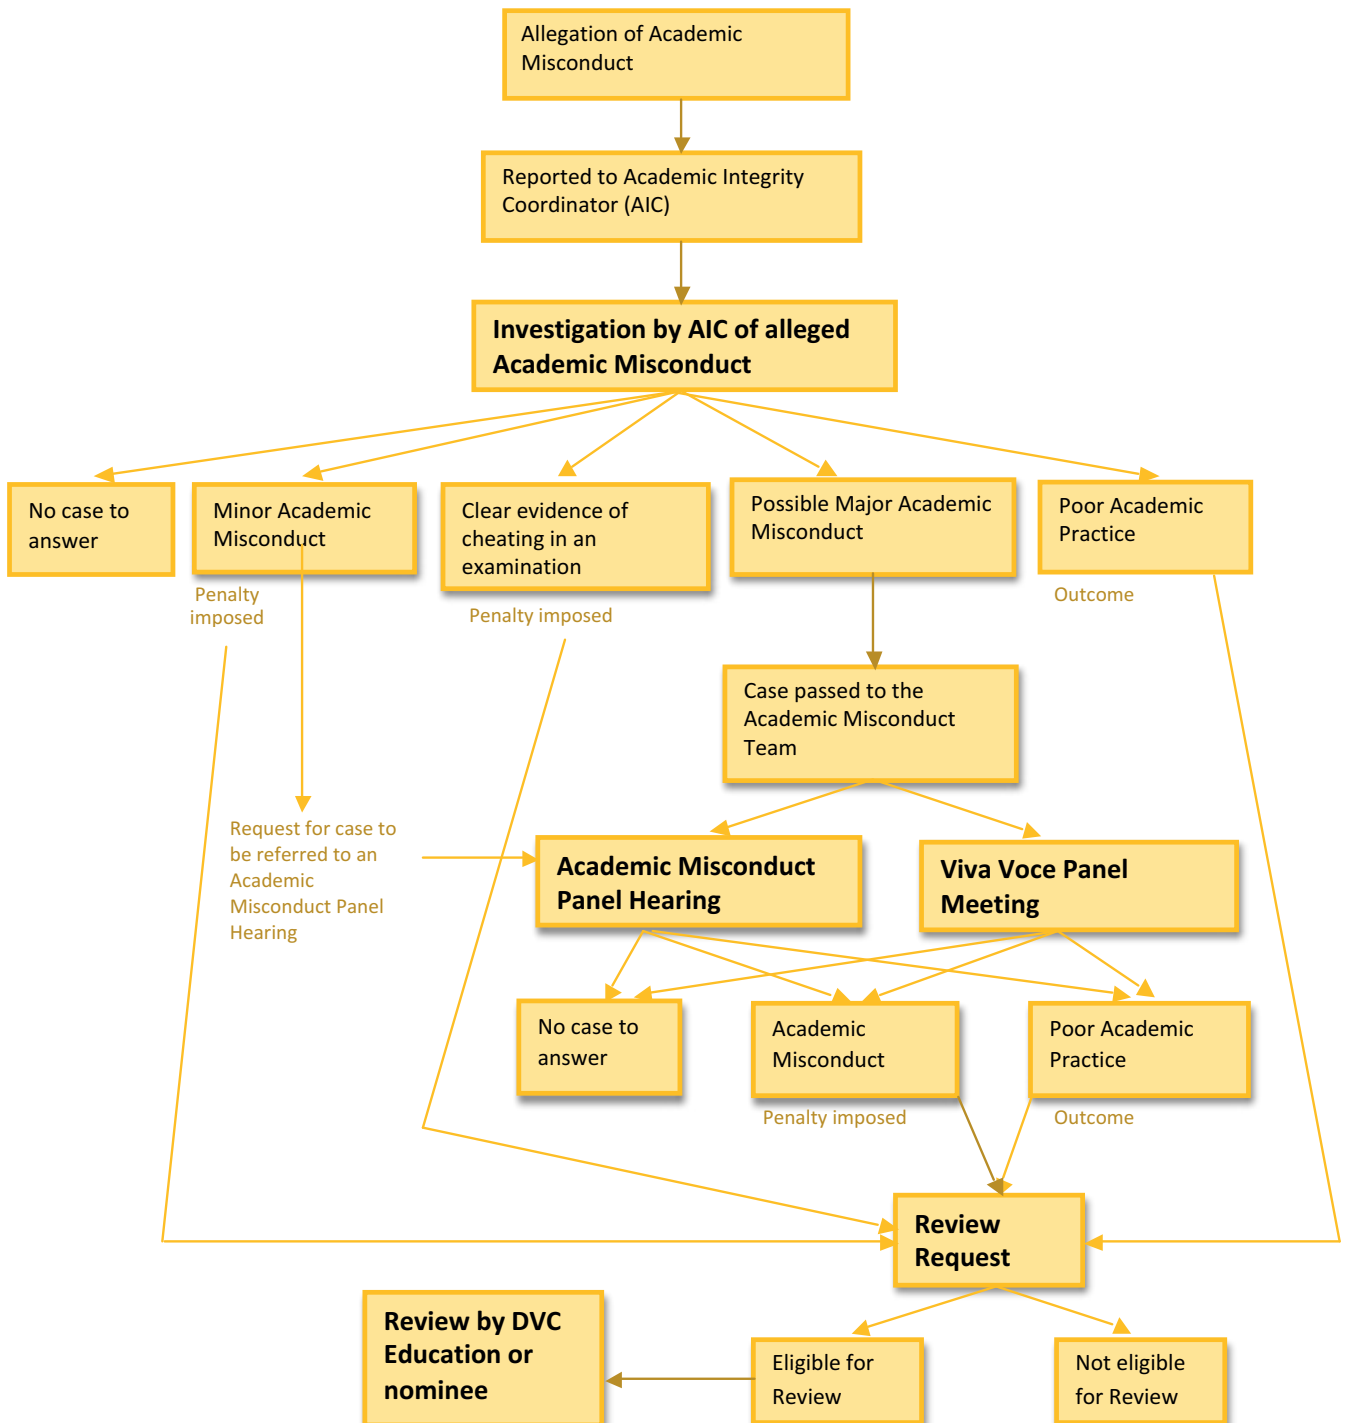 Allegation of Academic
Misconduct
Reported to Academic Integrity
Coordinator (AIC)
Investigation by AIC of alleged
Academic Misconduct
No case to
answer
Minor Academic
Misconduct
Clear evidence of
cheating in an
examination
Possible Major Academic
Misconduct
Poor Academic
Practice
Penalty
imposed
Penalty imposed
Outcome
Case passed to the
Academic Misconduct
Team
Request for case to
be referred to an
Academic
Misconduct Panel
Hearing
Academic Misconduct
Panel Hearing
Viva Voce Panel
Meeting
No case to
answer
Academic
Misconduct
Poor Academic
Practice
Penalty imposed
Outcome
Review
Request
Review by DVC
Education or
nominee
Eligible for
Review
Not eligible
for Review